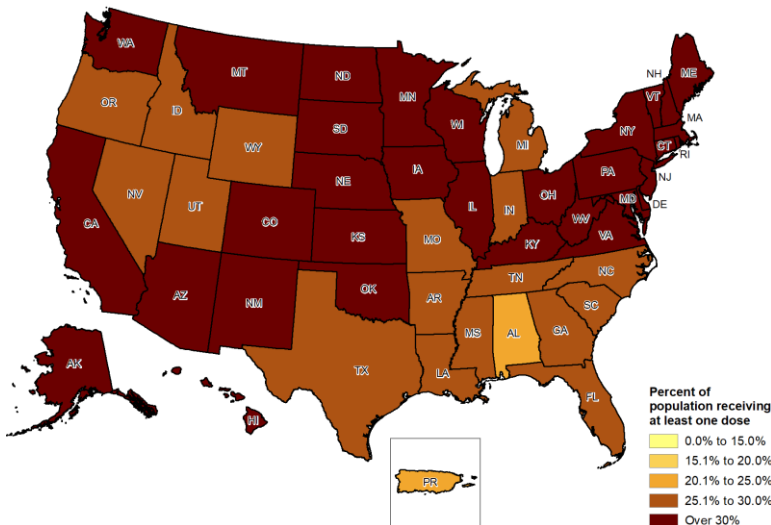 WA
MT
ND
MN
ME
NH
VT
OR
ID
SD
WI
NY
MA
WY
MI
CT
RI
IA
PA
NJ
NE
NV
UT
IL
IN
OH
MD
DE
CA
CO
KS
MO
WV
VA
KY
TN
NC
AZ
NM
OK
AR
SC
MS
AL
GA
AK
TX
LA
FL
HI
PR
Percent of
population receiving
at least one dose
0.0% to 15.0%
15.1% to 20.0%
20.1% to 25.0%
25.1% to 30.0%
Over 30%